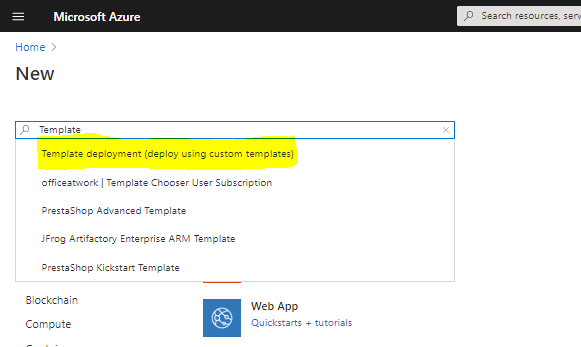 Microsoft Azure
Search resources, serv
Home
New
Template
Template deployment (deploy using custom templates)
officeatwork | Template Chooser User Subscription
PrestaShop Advanced Template
JFrog Artifactory Enterprise ARM Template
PrestaShop Kickstart Template
Blockchain
Web App
Compute
Quickstarts + tutorials